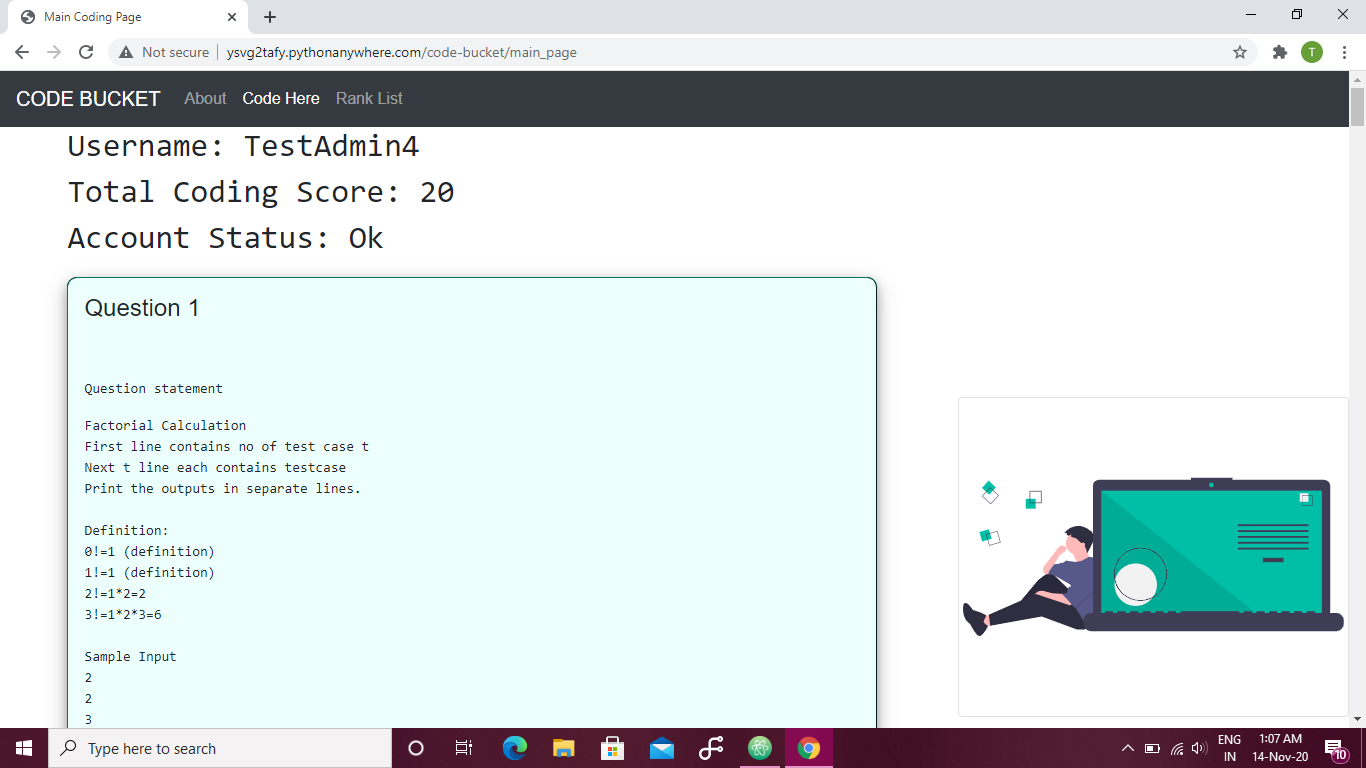 Main Coding Page
Not secure
ysvg2tafy.pythonanywhere.com/code-bucket/main_page
T
CODE BUCKET About Code Here Rank List
Username: TestAdmin4
Total Coding Score: 20
Account Status: Ok
Question 1
Question statement
Factorial Calculation
First line contains no of test case t
Next t line each contains testcase
Print the outputs in separate lines.
Definition:
0!=1 (definition)
1!=1 (definition)
2!=1*2=2
3!=1*2*3=6
Sample Input
2
2
3
Type here to search
ENG
IN
1:07 AM
14-Nov-20
10